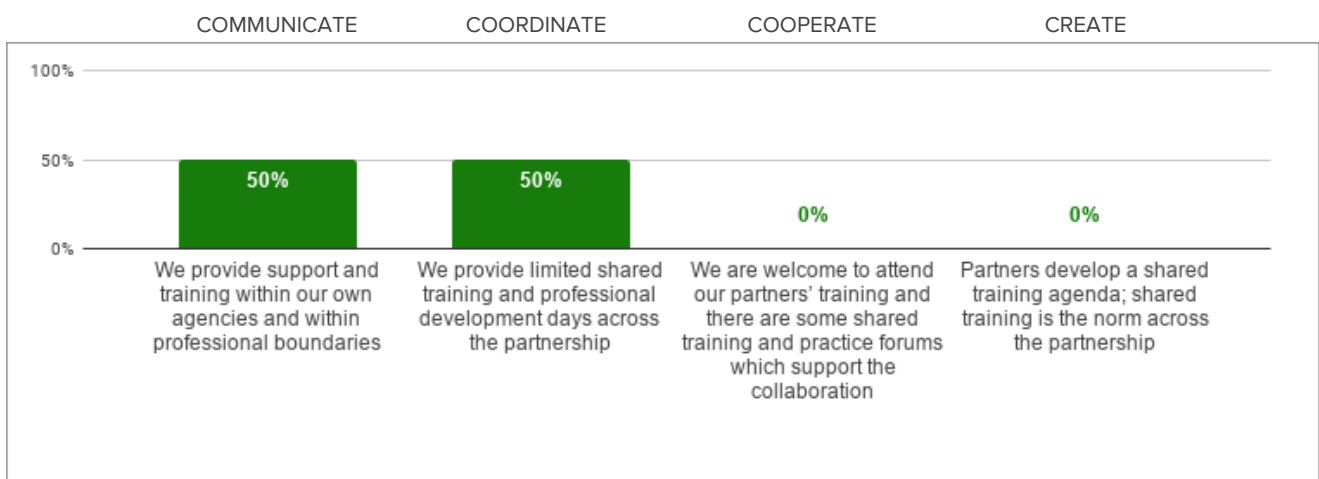 COMMUNICATE COORDINATE COOPERATE CREATE
100%
50%
50% 50%
0% 0%
0%
We provide support and
training within our own
agencies and within
professional boundaries
We provide limited shared
training and professional
development days across
the partnership
We are welcome to attend
our partners’ training and
there are some shared
training and practice forums
which support the
collaboration
Partners develop a shared
training agenda; shared
training is the norm across
the partnership